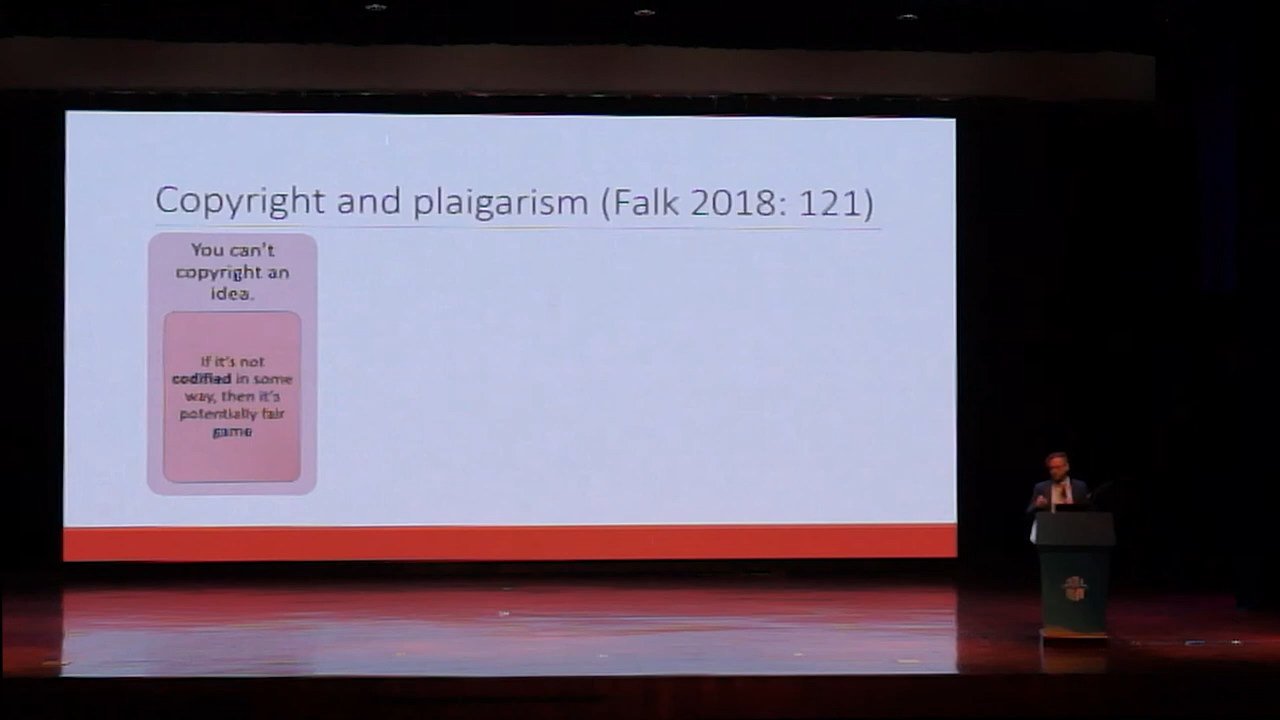 Copyright and plaigarism (Falk 2018: 121)
You can't
copyright an
idea.
If it's not
codified in some
way, then it's
potentially fair
game